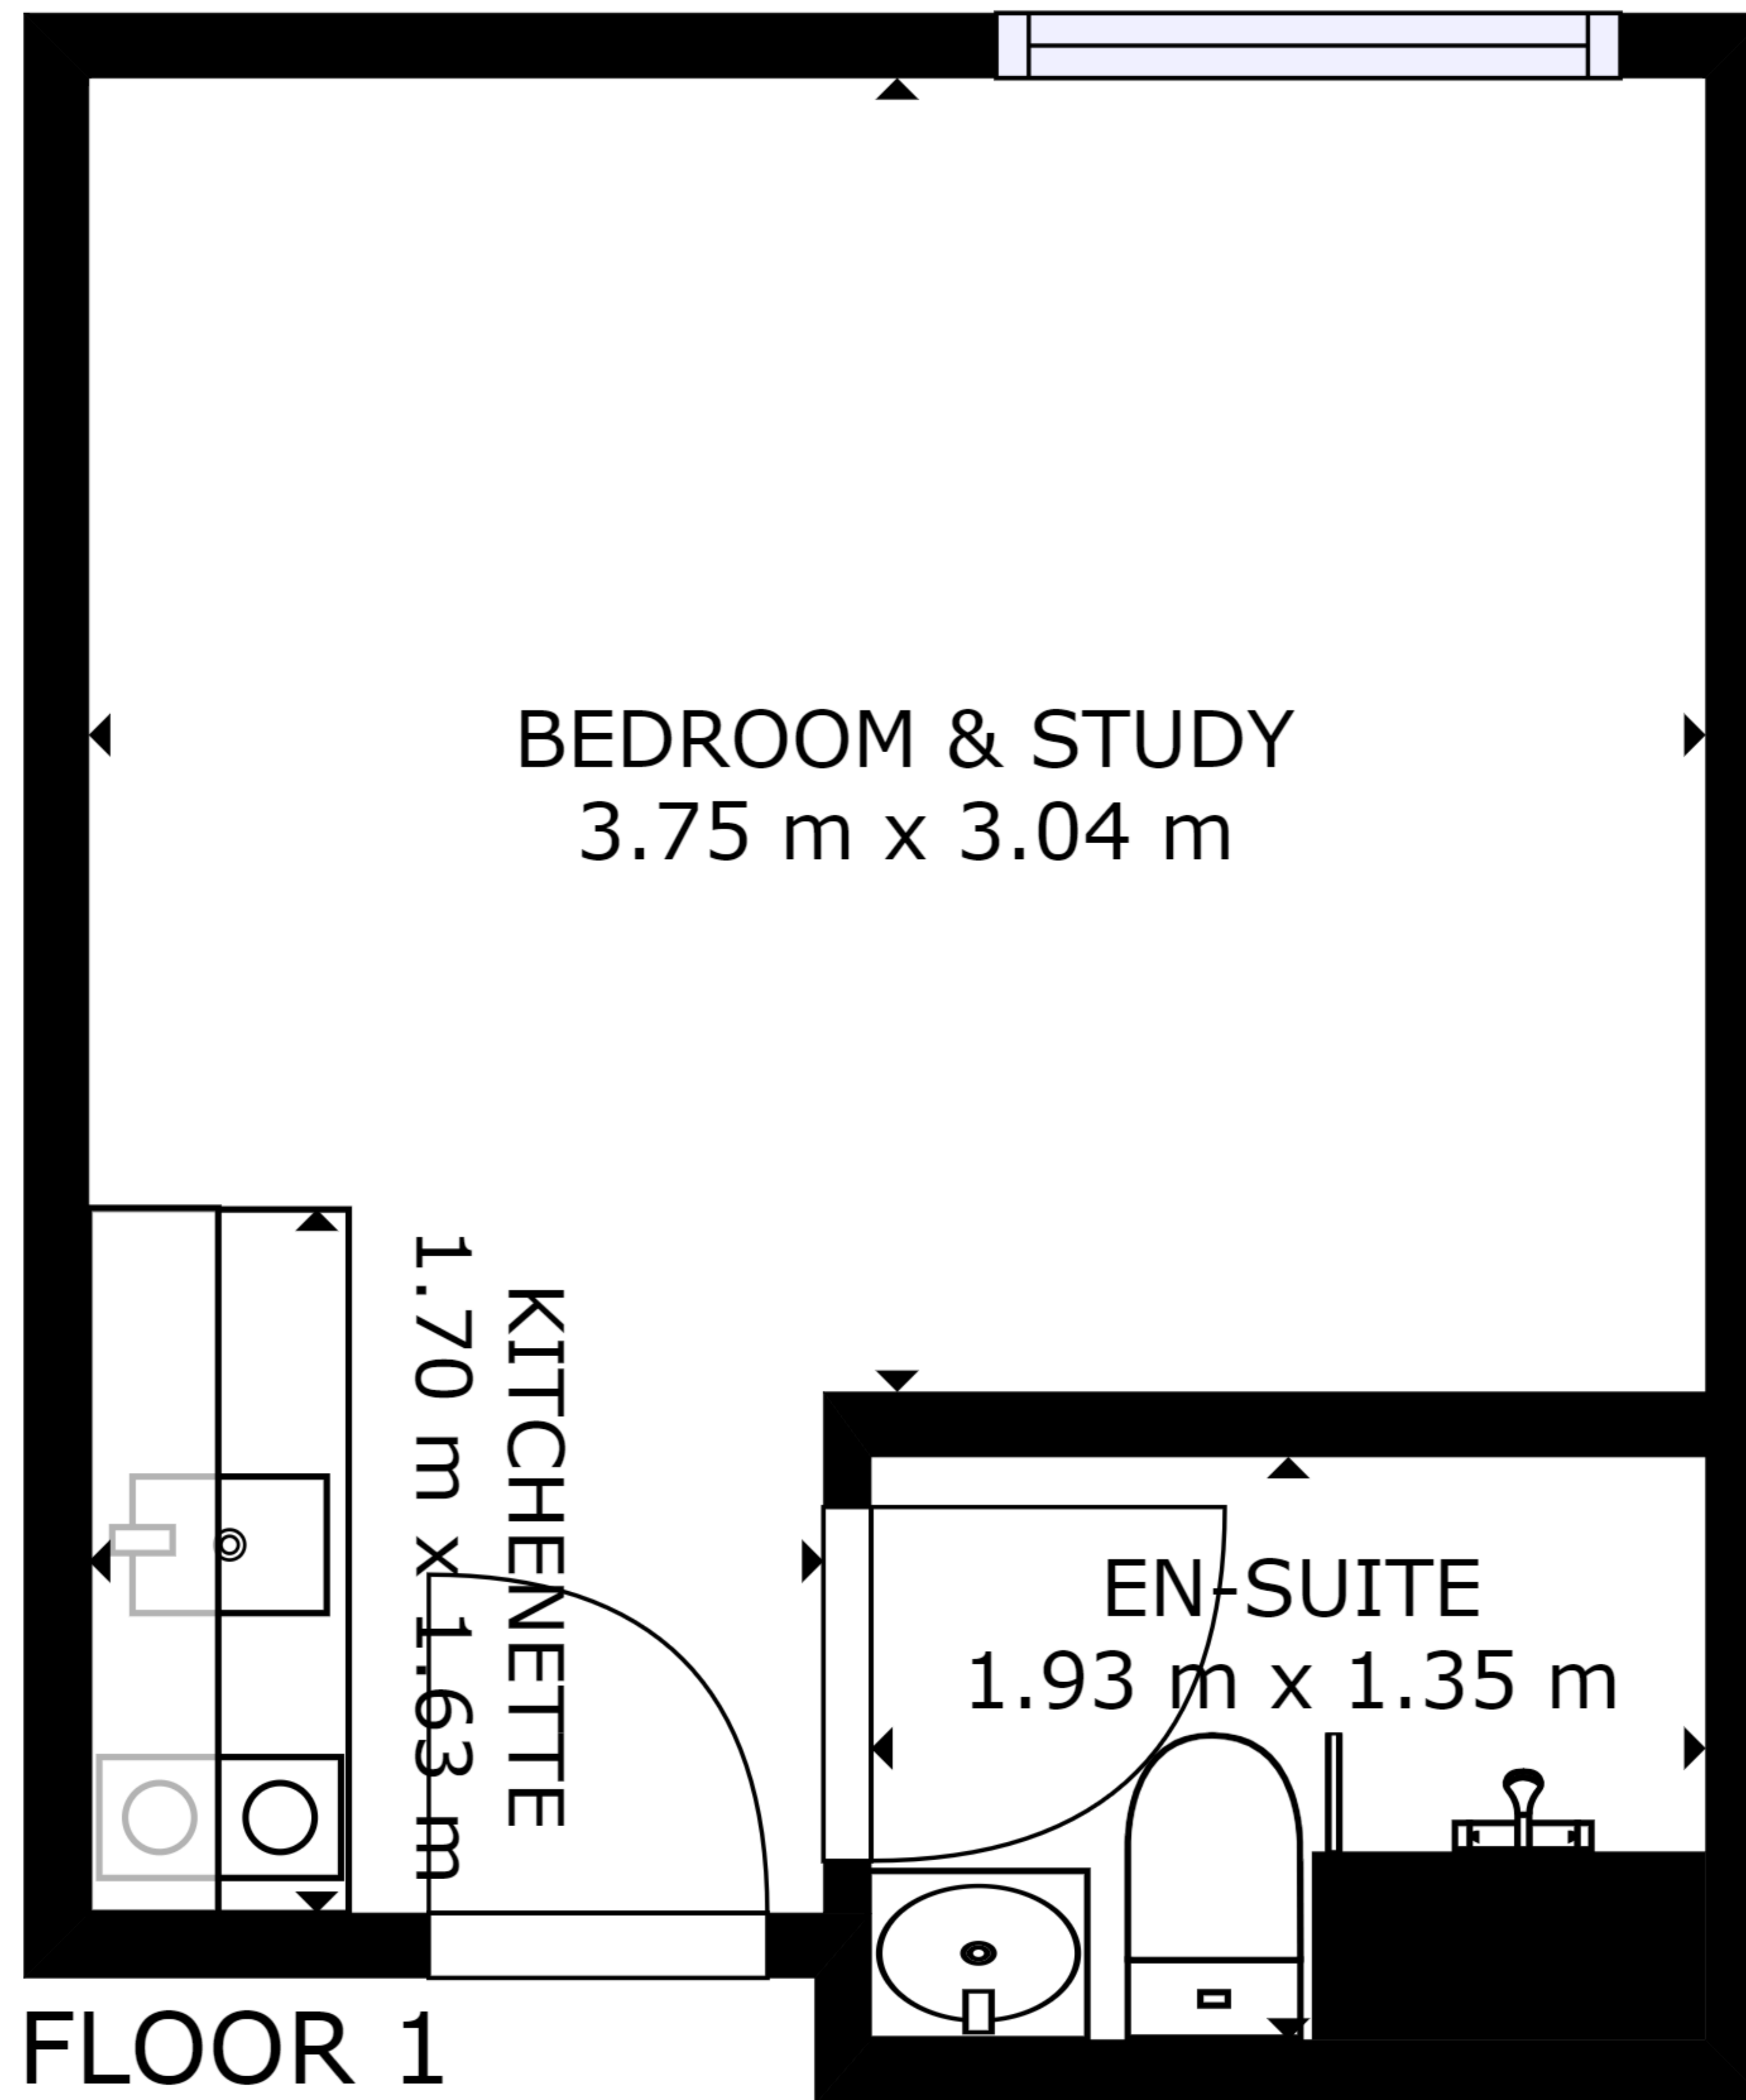 BEDROOM & STUDY
3.75 m x 3.04 m
KITCHENETTE
1.70 m x 1.63 m
EN-SUITE
1.93 m x 1.35 m
FLOOR 1